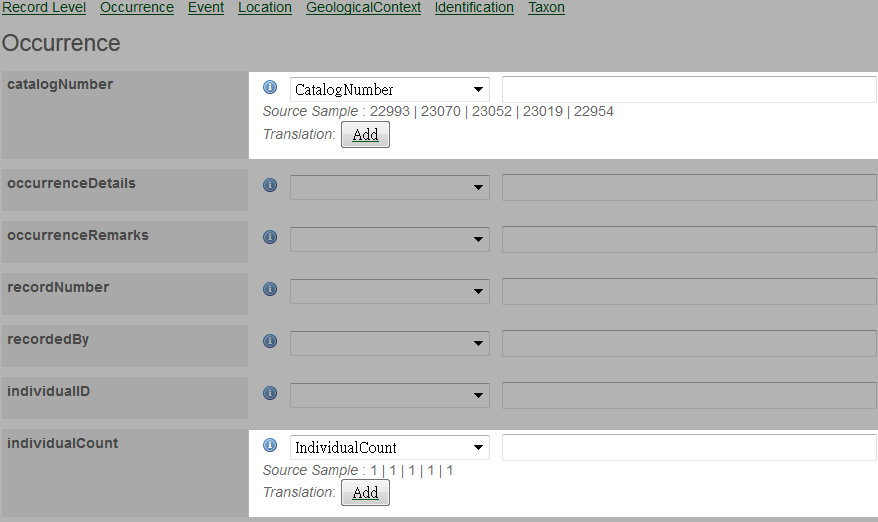 Record Level Occurrence Event Location GeologicalContext Identification Taxon
Occurrence
catalogNumber
CatalogNumber
Source Sample : 22993 | 23070 | 23052 | 23019 | 22954
Translation: Add
occurrenceDetails
occurrenceRemarks
recordNumber
recordedBy
individualID
individualCount
IndividualCount
Source Sample : 1 | 1 | 1 | 1 | 1
Translation: Add